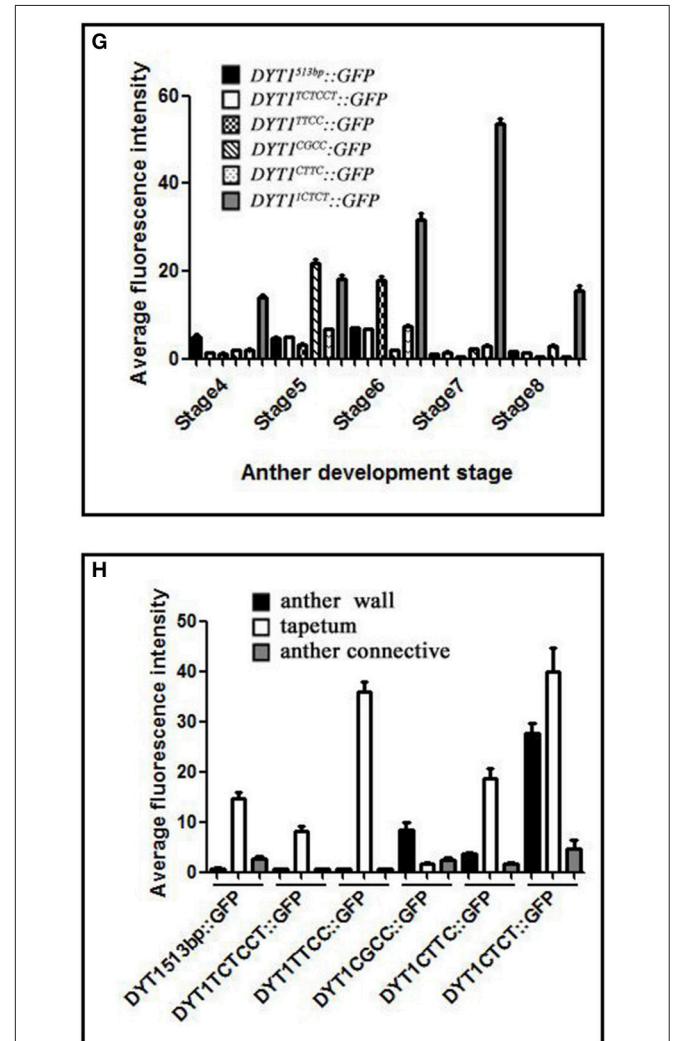 G
Average fluorescence intensity
60
40
20
0
DYT1513bp::GFP
DYT1TCTCCT::GFP
DYT1TTCC::GFP
DYT1CGCC:GFP
DYT1CTTC::GFP
DYT11CTCT::GFP
Stage4
Stage5
Stage6
Stage7
Stage8
Anther development stage
H
Average fluorescence intensity
50
40
30
20
10
0
anther wall
tapetum
anther connective
DYT1513bp::GFP
DYT1TCTCCT::GFP
DYT1TTCC::GFP
DYT1CGCC::GFP
DYT1CTTC::GFP
DYT1CTCT::GFP